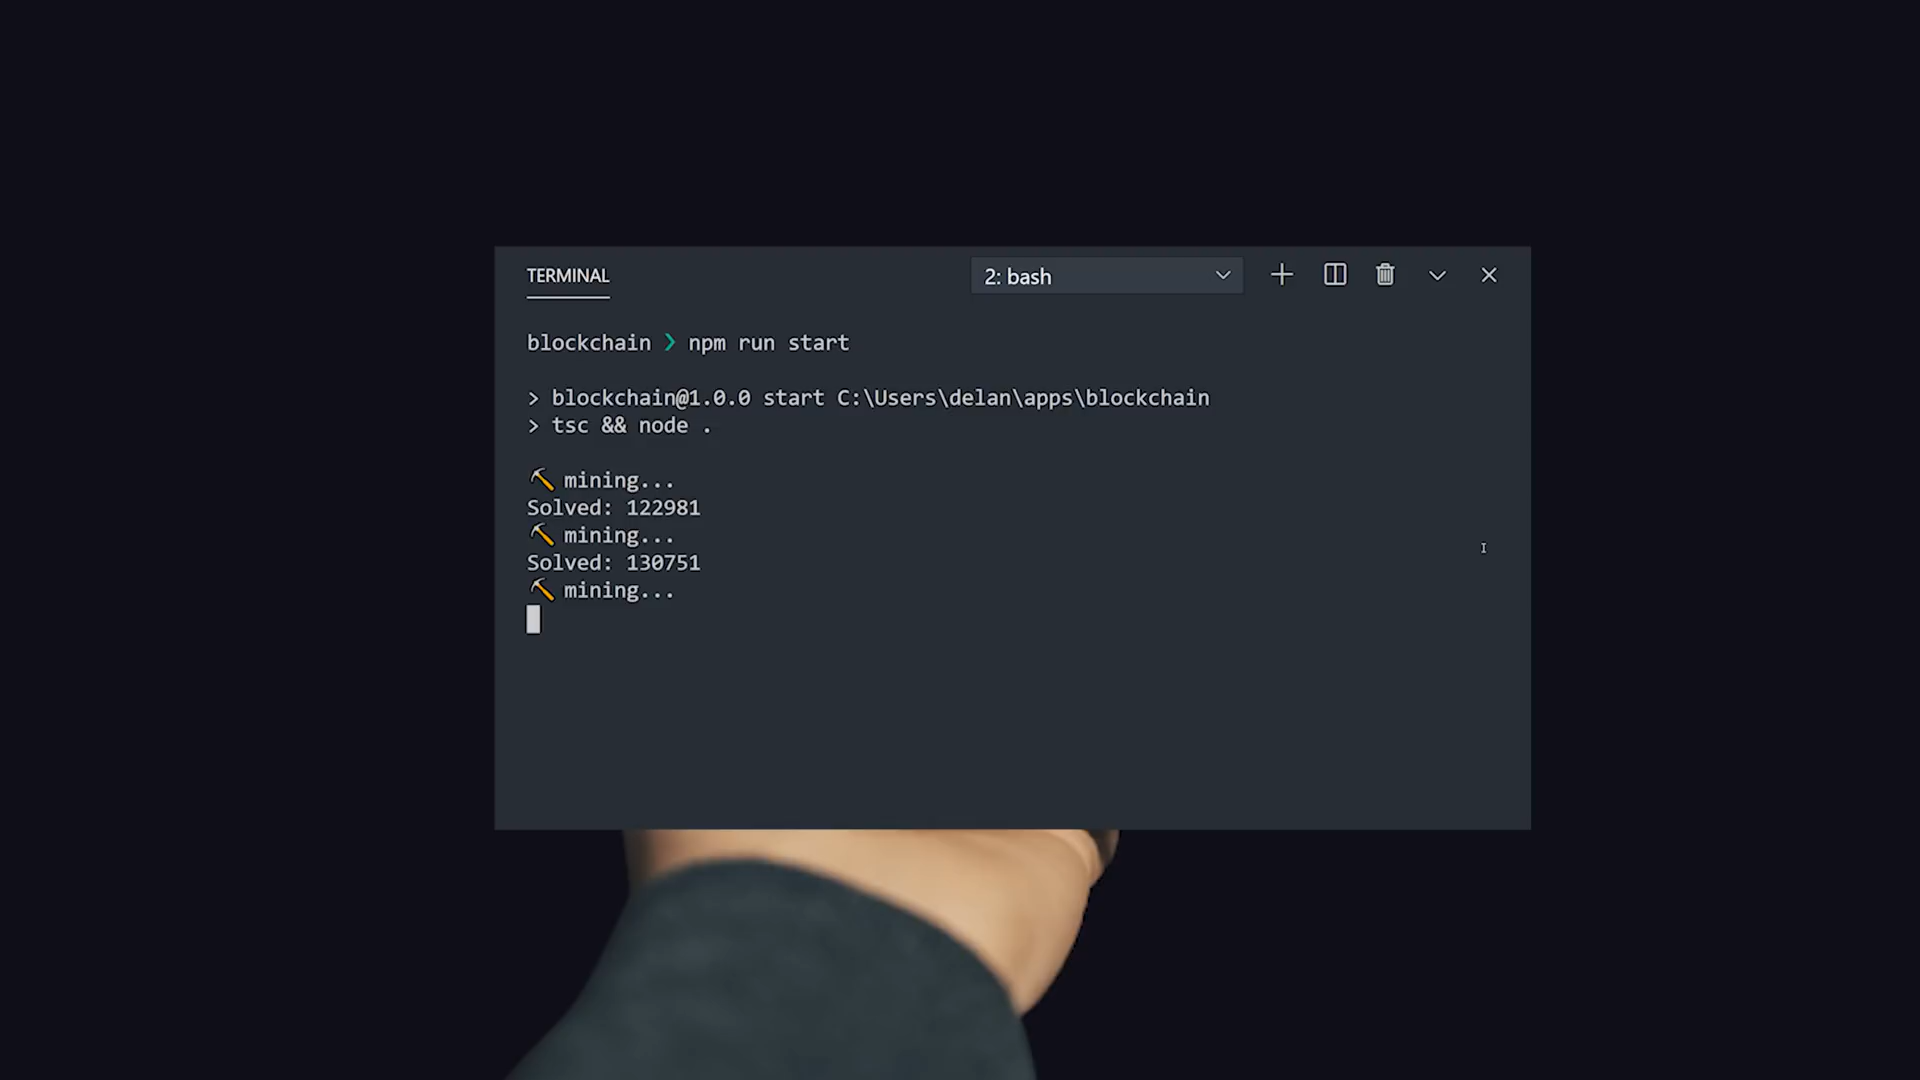 TERMINAL
2: bash
blockchain ❯ npm run start
> blockchain@1.0.0 start C:\Users\delan\apps\blockchain
> tsc && node .
⛏ mining...
Solved: 122981
⛏ mining...
Solved: 130751
⛏ mining...